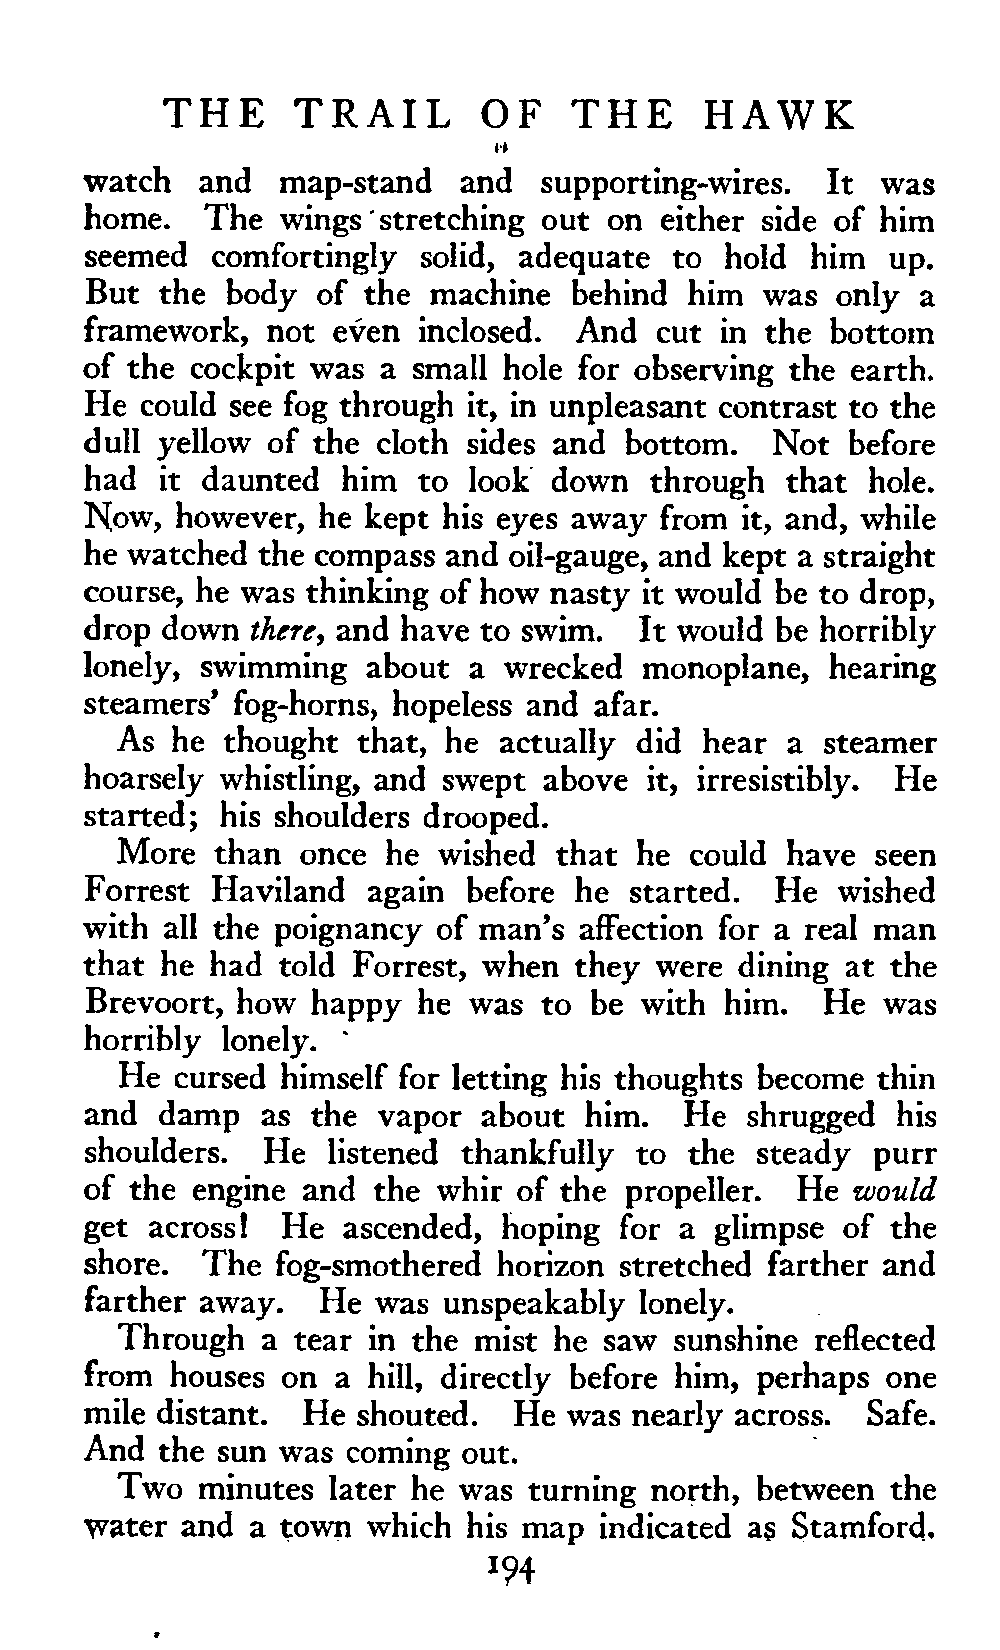 THE TRAIL OF THE HAWK
watch and map-stand and supporting-wires. It was
home. The wings stretching out on either side of him
seemed comfortingly solid, adequate to hold him up.
But the body of the machine behind him was only a
framework, not even inclosed. And cut in the bottom
of the cockpit was a small hole for observing the earth.
He could see fog through it, in unpleasant contrast to the
dull yellow of the cloth sides and bottom. Not before
had it daunted him to look down through that hole.
Now, however, he kept his eyes away from it, and, while
he watched the compass and oil-gauge, and kept a straight
course, he was thinking of how nasty it would be to drop,
drop down there, and have to swim. It would be horribly
lonely, swimming about a wrecked monoplane, hearing
steamers' fog-horns, hopeless and afar.
As he thought that, he actually did hear a steamer
hoarsely whistling, and swept above it, irresistibly. He
started; his shoulders drooped.
More than once he wished that he could have seen
Forrest Haviland again before he started. He wished
with all the poignancy of man's affection for a real man
that he had told Forrest, when they were dining at the
Brevoort, how happy he was to be with him. He was
horribly lonely.
He cursed himself for letting his thoughts become thin
and damp as the vapor about him. He shrugged his
shoulders. He listened thankfully to the steady purr
of the engine and the whir of the propeller. He would
get across! He ascended, hoping for a glimpse of the
shore. The fog-smothered horizon stretched farther and
farther away. He was unspeakably lonely.
Through a tear in the mist he saw sunshine reflected
from houses on a hill, directly before him, perhaps one
mile distant. He shouted. He was nearly across. Safe.
And the sun was coming out.
Two minutes later he was turning north, between the
water and a town which his map indicated as Stamford.
194